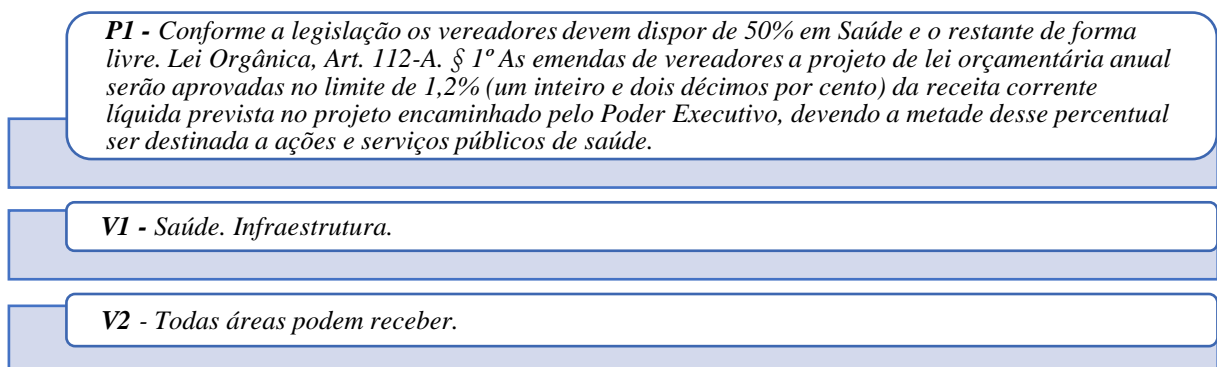 P1 - Conforme a legislação os vereadores devem dispor de 50% em Saúde e o restante de forma
livre. Lei Orgânica, Art. 112-A. § 1º As emendas de vereadores a projeto de lei orçamentária anual
serão aprovadas no limite de 1,2% (um inteiro e dois décimos por cento) da receita corrente
líquida prevista no projeto encaminhado pelo Poder Executivo, devendo a metade desse percentual
ser destinada a ações e serviços públicos de saúde.
V1 - Saúde. Infraestrutura.
V2 - Todas áreas podem receber.